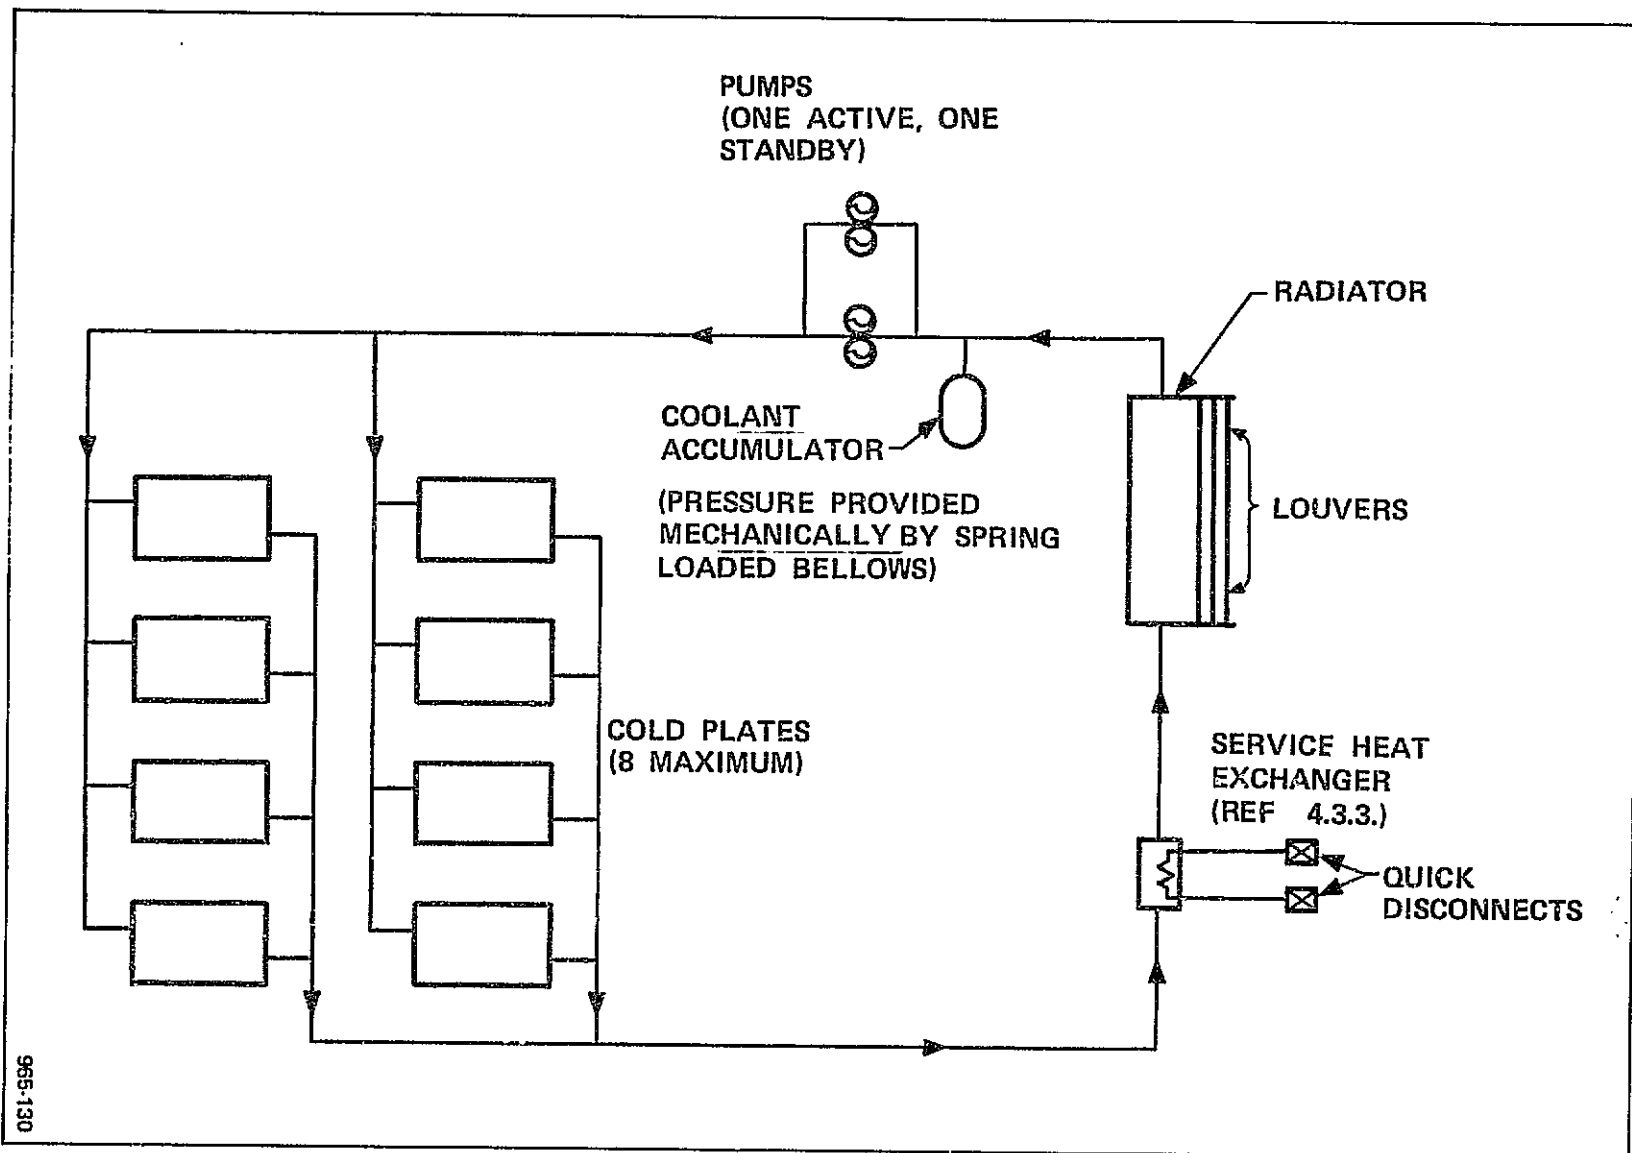 PUMPS
(ONE ACTIVE, ONE
STANDBY)
RADIATOR
COOLANT
ACCUMULATOR
(PRESSURE PROVIDED
MECHANICALLY BY SPRING
LOADED BELLOWS)
LOUVERS
COLD PLATES
(8 MAXIMUM)
SERVICE HEAT
EXCHANGER
(REF 4.3.3.)
QUICK
DISCONNECTS
965-130